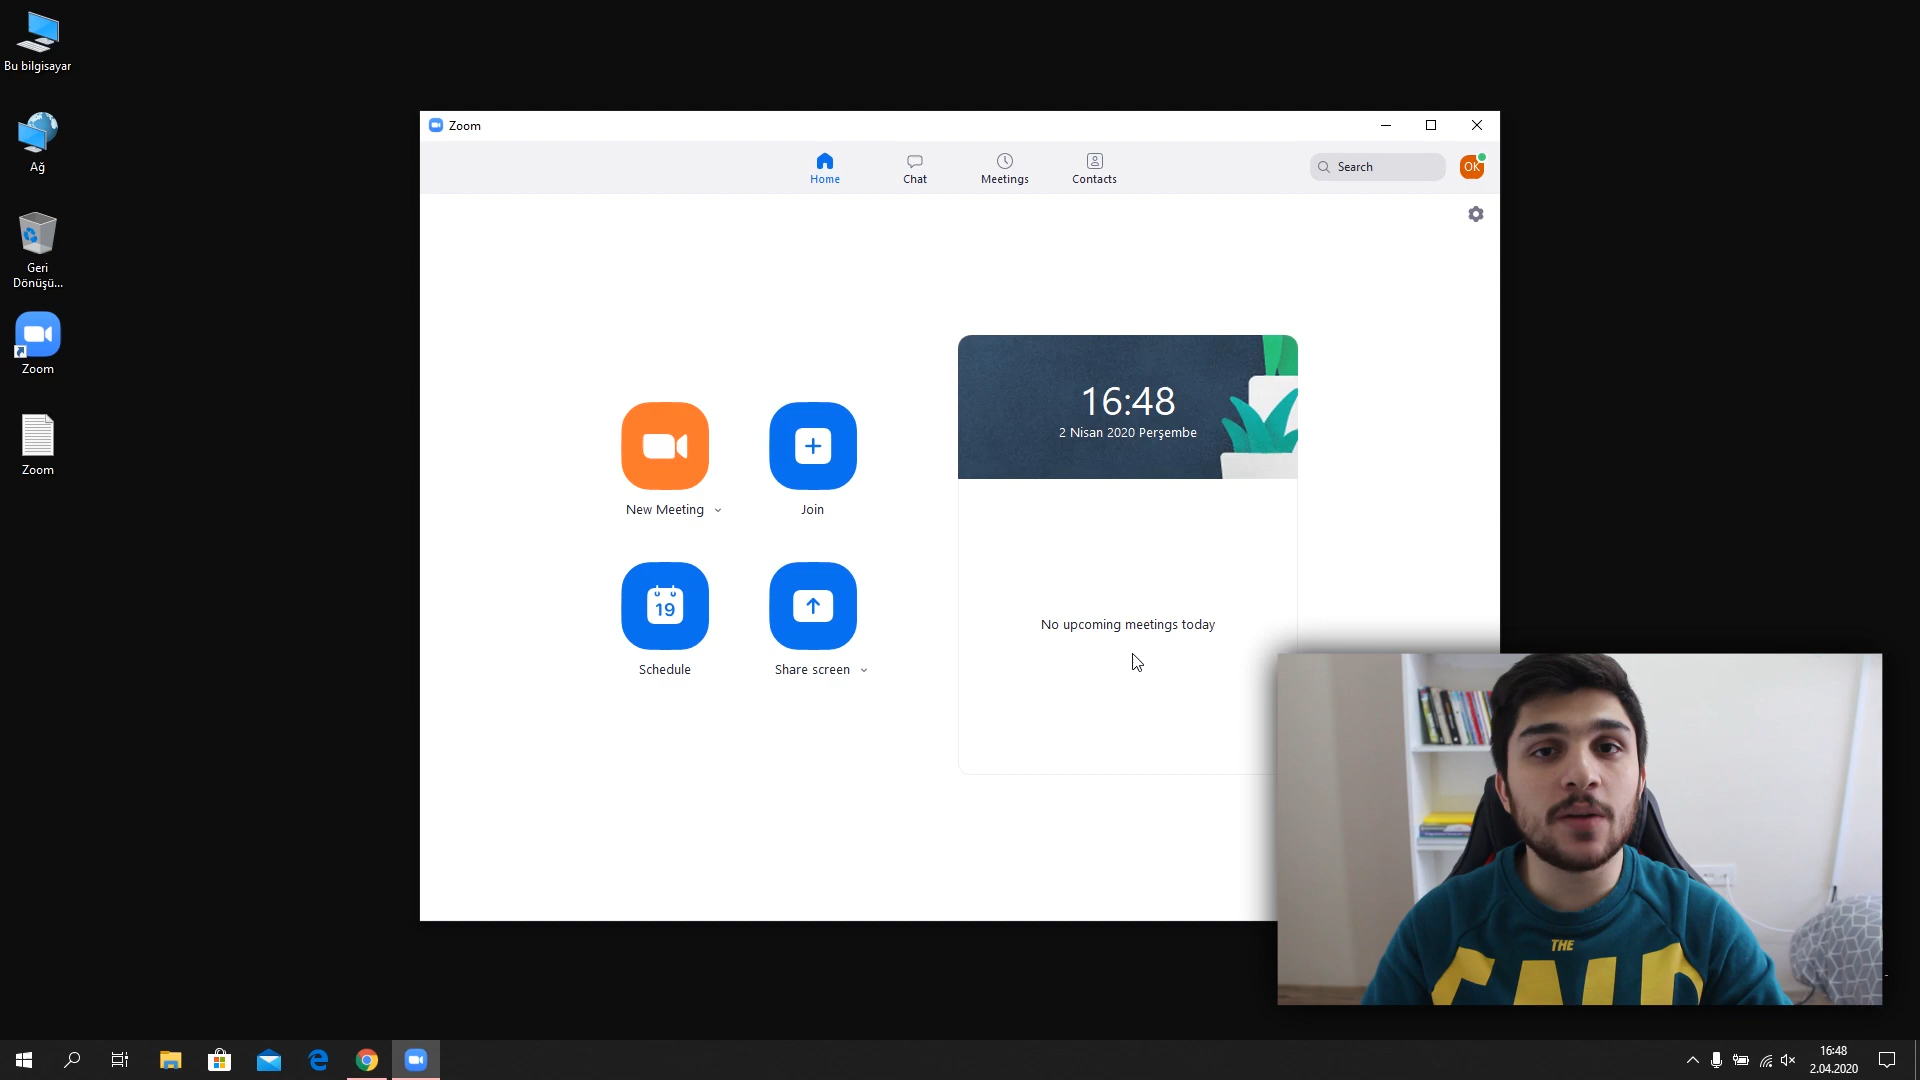 Bu bilgisayar
Ağ
Geri
Dönüşü...
Zoom
Zoom
Zoom
Home
Chat
Meetings
Contacts
Search
OK
16:48
2 Nisan 2020 Perşembe
New Meeting
Join
19
Schedule
Share screen
No upcoming meetings today
THE
16:48
2.04.2020